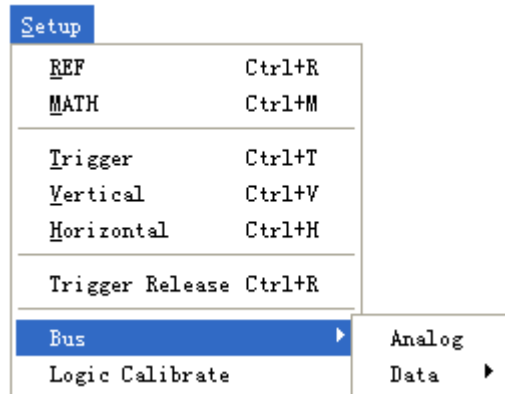 Setup
REF Ctrl+R
MATH Ctrl+M
Trigger Ctrl+T
Vertical Ctrl+V
Horizontal Ctrl+H
Trigger Release Ctrl+R
Bus Analog
Logic Calibrate Data